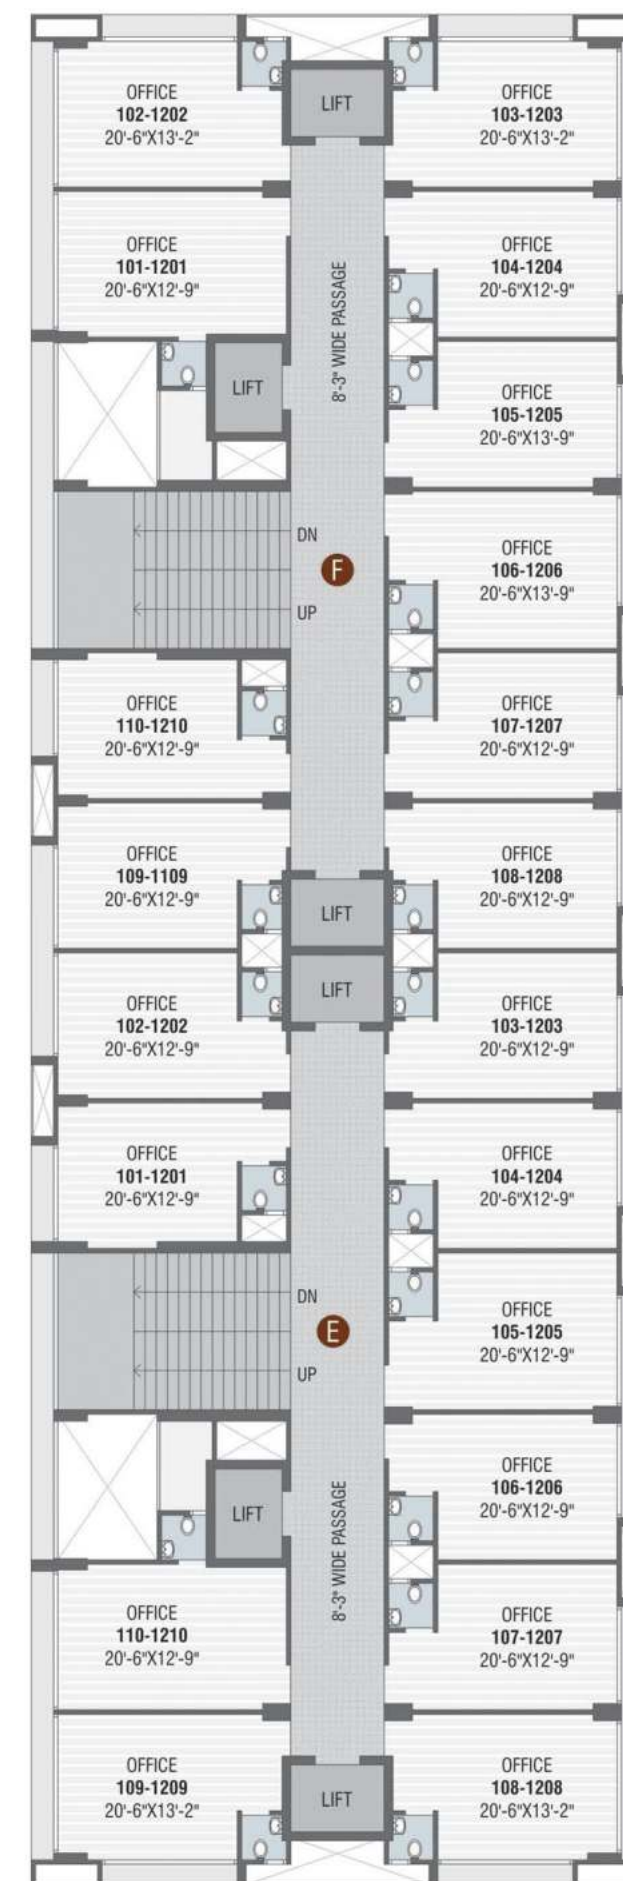 LIFT
OFFICE
102-1202
20'-6"X13'-2"
OFFICE
103-1203
20'-6"X13'-2"
OFFICE
101-1201
20'-6"X12'-9"
8'-3" WIDE PASSAGE
OFFICE
104-1204
20'-6"X12'-9"
LIFT
OFFICE
105-1205
20'-6"X13'-9"
DN
F
UP
OFFICE
106-1206
20'-6"X13'-9"
OFFICE
110-1210
20'-6"X12'-9"
OFFICE
107-1207
20'-6"X12'-9"
OFFICE
109-1109
20'-6"X12'-9"
OFFICE
108-1208
20'-6"X12'-9"
LIFT
LIFT
OFFICE
102-1202
20'-6"X12'-9"
OFFICE
103-1203
20'-6"X12'-9"
OFFICE
101-1201
20'-6"X12'-9"
OFFICE
104-1204
20'-6"X12'-9"
DN
E
UP
OFFICE
105-1205
20'-6"X12'-9"
OFFICE
106-1206
20'-6"X12'-9"
LIFT
8'-3" WIDE PASSAGE
OFFICE
110-1210
20'-6"X12'-9"
OFFICE
107-1207
20'-6"X12'-9"
OFFICE
109-1209
20'-6"X13'-2"
LIFT
OFFICE
108-1208
20'-6"X13'-2"